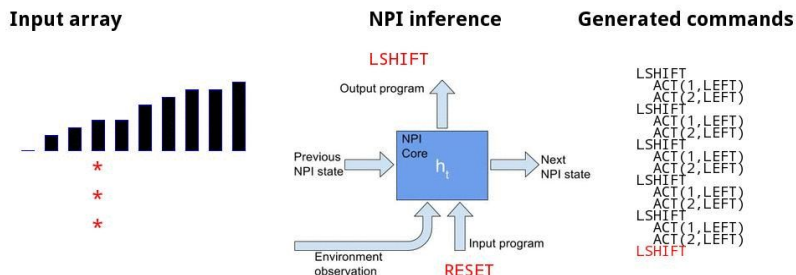 Input array
*
*
*
NPI inference
LSHIFT
Output program
NPI
Core
h_t
Previous
NPI state
Next
NPI state
Environment
observation
Input program
RESET
Generated commands
LSHIFT
ACT(1,LEFT)
ACT(2,LEFT)
LSHIFT
ACT(1,LEFT)
ACT(2,LEFT)
LSHIFT
ACT(1,LEFT)
ACT(2,LEFT)
LSHIFT
ACT(1,LEFT)
ACT(2,LEFT)
LSHIFT
ACT(1,LEFT)
ACT(2,LEFT)
LSHIFT